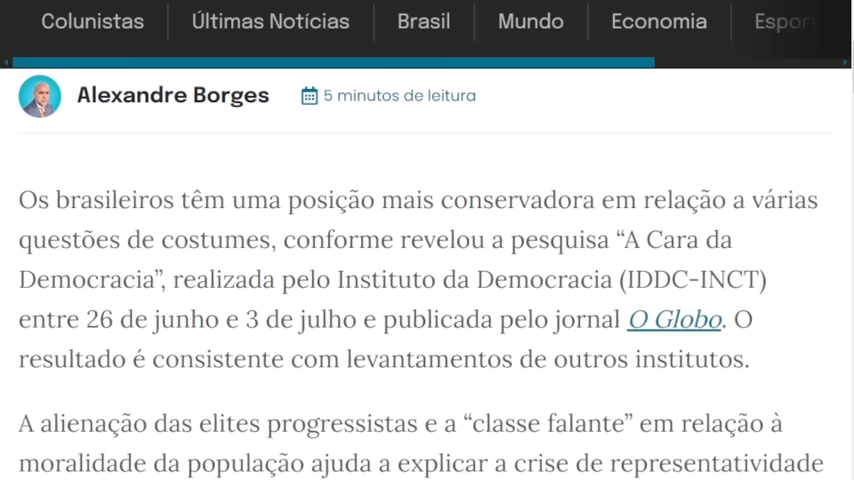 Colunistas Últimas Notícias Brasil Mundo Economia
Alexandre Borges 5 minutos de leitura
Os brasileiros têm uma posição mais conservadora em relação a várias
questões de costumes, conforme revelou a pesquisa “A Cara da
Democracia”, realizada pelo Instituto da Democracia (IDDC-INCT)
entre 26 de junho e 3 de julho e publicada pelo jornal O Globo. O
resultado é consistente com levantamentos de outros institutos.
A alienação das elites progressistas e a “classe falante” em relação à
moralidade da população ajuda a explicar a crise de representatividade